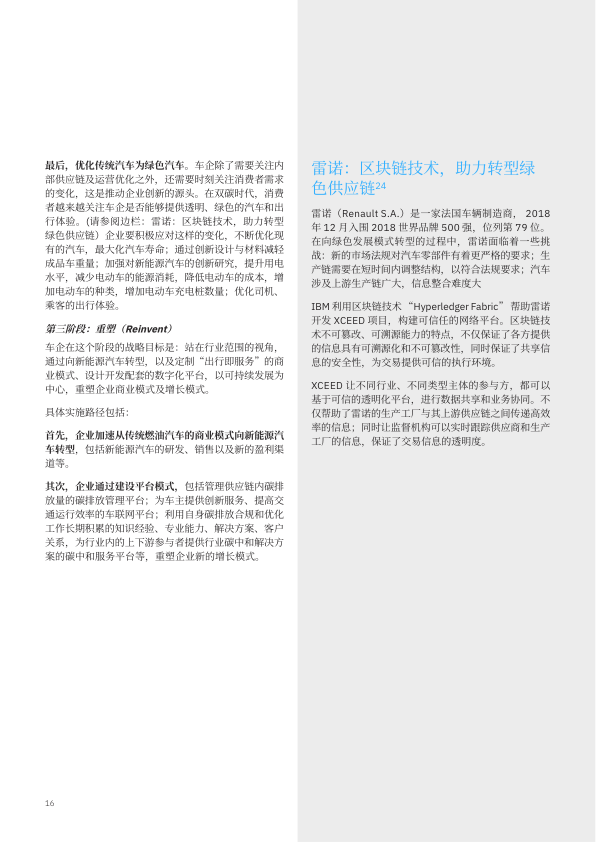 最后，优化传统汽车为绿色汽车。车企除了需要关注内
部供应链及运营优化之外，还需要时刻关注消费者需求
的变化，这是推动企业创新的源头。在双碳时代，消费
者越来越关注车企是否能够提供透明、绿色的汽车和出
行体验。(请参阅边栏：雷诺：区块链技术，助力转型
绿色供应链）企业要积极应对这样的变化，不断优化现
有的汽车，最大化汽车寿命；通过创新设计与材料减轻
成品车重量；加强对新能源汽车的创新研究，提升用电
水平，减少电动车的能源消耗，降低电动车的成本，增
加电动车的种类，增加电动车充电桩数量；优化司机、
乘客的出行体验。
第三阶段：重塑（Reinvent）
车企在这个阶段的战略目标是：站在行业范围的视角，
通过向新能源汽车转型，以及定制“出行即服务”的商
业模式、设计开发配套的数字化平台，以可持续发展为
中心，重塑企业商业模式及增长模式。
具体实施路径包括：
首先，企业加速从传统燃油汽车的商业模式向新能源汽
车转型，包括新能源汽车的研发、销售以及新的盈利渠
道等。
其次，企业通过建设平台模式，包括管理供应链内碳排
放量的碳排放管理平台；为车主提供创新服务、提高交
通运行效率的车联网平台；利用自身碳排放合规和优化
工作长期积累的知识经验、专业能力、解决方案、客户
关系，为行业内的上下游参与者提供行业碳中和解决方
案的碳中和服务平台等，重塑企业新的增长模式。
雷诺：区块链技术，助力转型绿
色供应链24
雷诺（Renault S.A.）是一家法国车辆制造商， 2018
年 12 月入围 2018 世界品牌 500 强，位列第 79 位。
在向绿色发展模式转型的过程中，雷诺面临着一些挑
战：新的市场法规对汽车零部件有着更严格的要求；生
产链需要在短时间内调整结构，以符合法规要求；汽车
涉及上游生产链广大，信息整合难度大
IBM 利用区块链技术“Hyperledger Fabric”帮助雷诺
开发 XCEED 项目，构建可信任的网络平台。区块链技
术不可篡改、可溯源能力的特点，不仅保证了各方提供
的信息具有可溯源化和不可篡改性，同时保证了共享信
息的安全性，为交易提供可信的执行环境。
XCEED 让不同行业、不同类型主体的参与方，都可以
基于可信的透明化平台，进行数据共享和业务协同。不
仅帮助了雷诺的生产工厂与其上游供应链之间传递高效
率的信息；同时让监督机构可以实时跟踪供应商和生产
工厂的信息，保证了交易信息的透明度。
16